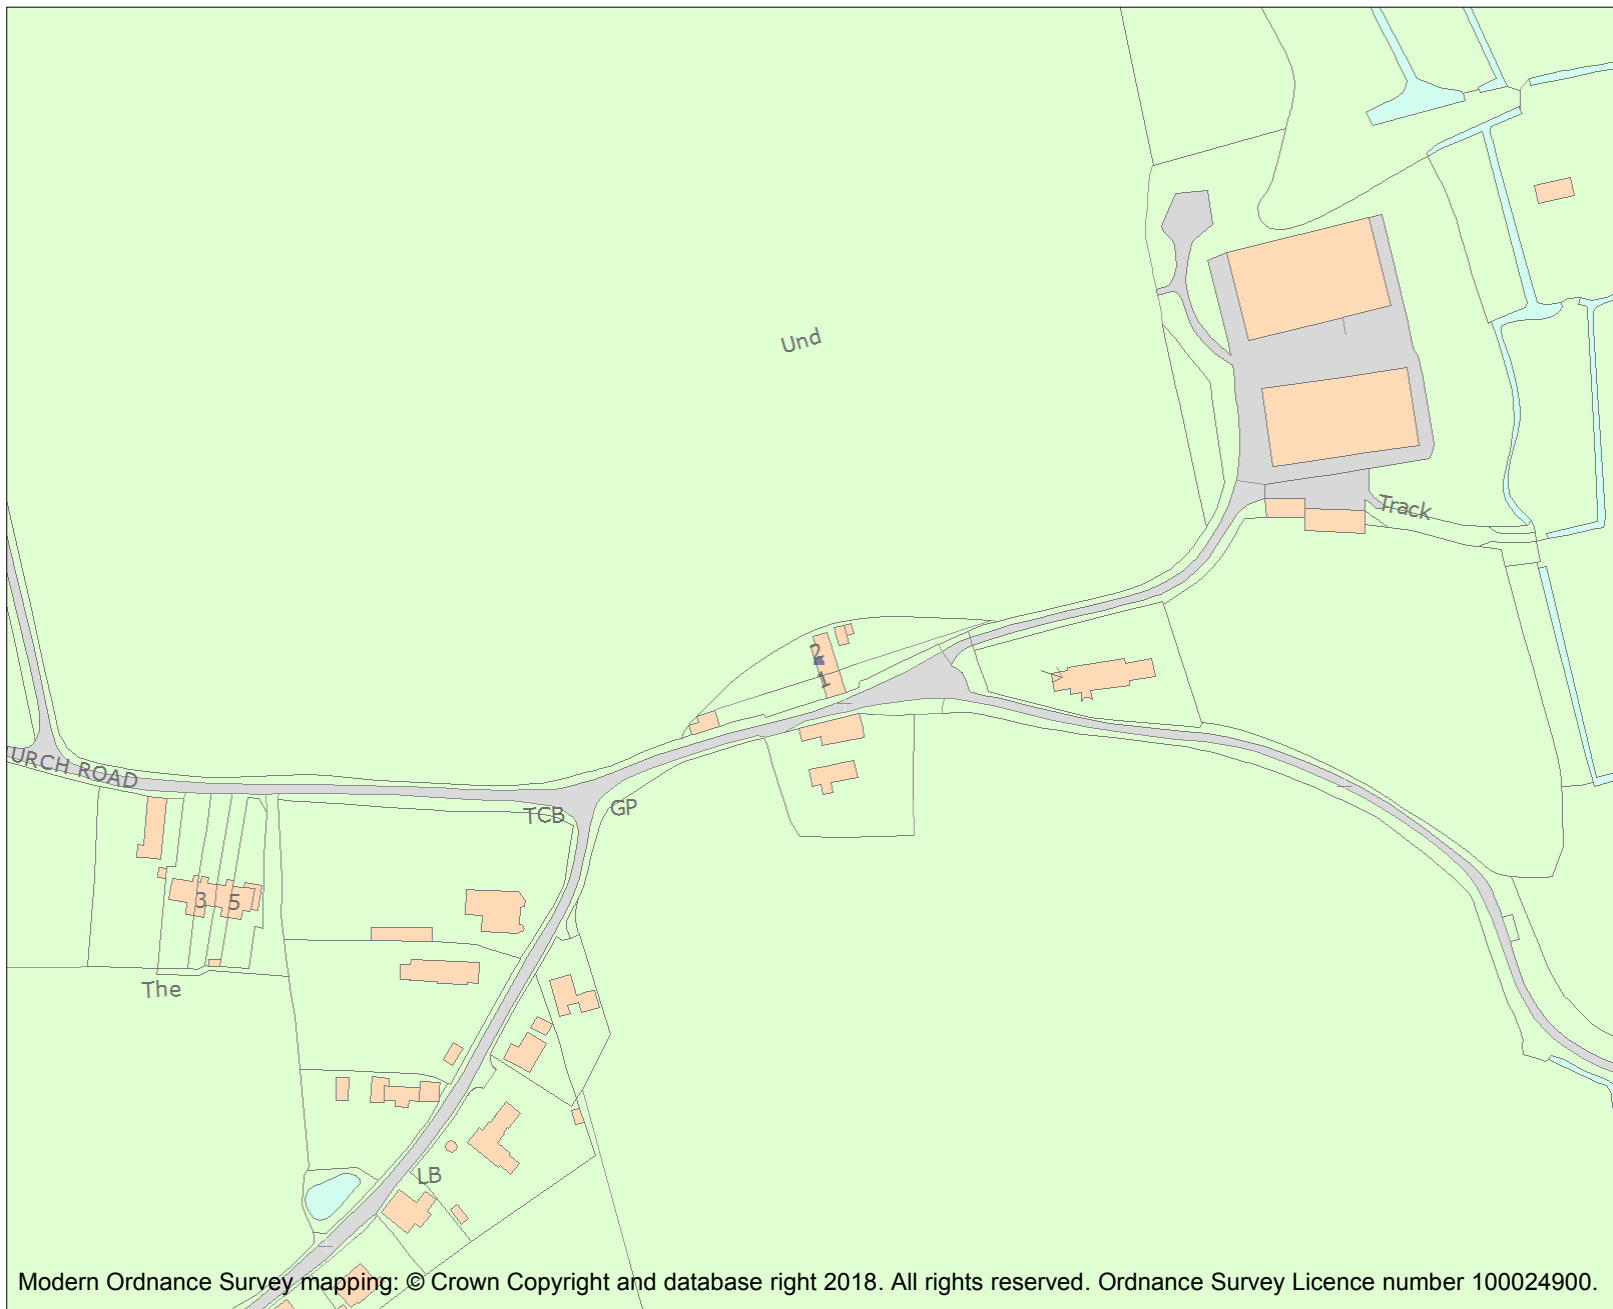 Und
Track
2
1
URCH ROAD
TCB
GP
3
5
The
LB
Modern Ordnance Survey mapping: © Crown Copyright and database right 2018. All rights reserved. Ordnance Survey Licence number 100024900.